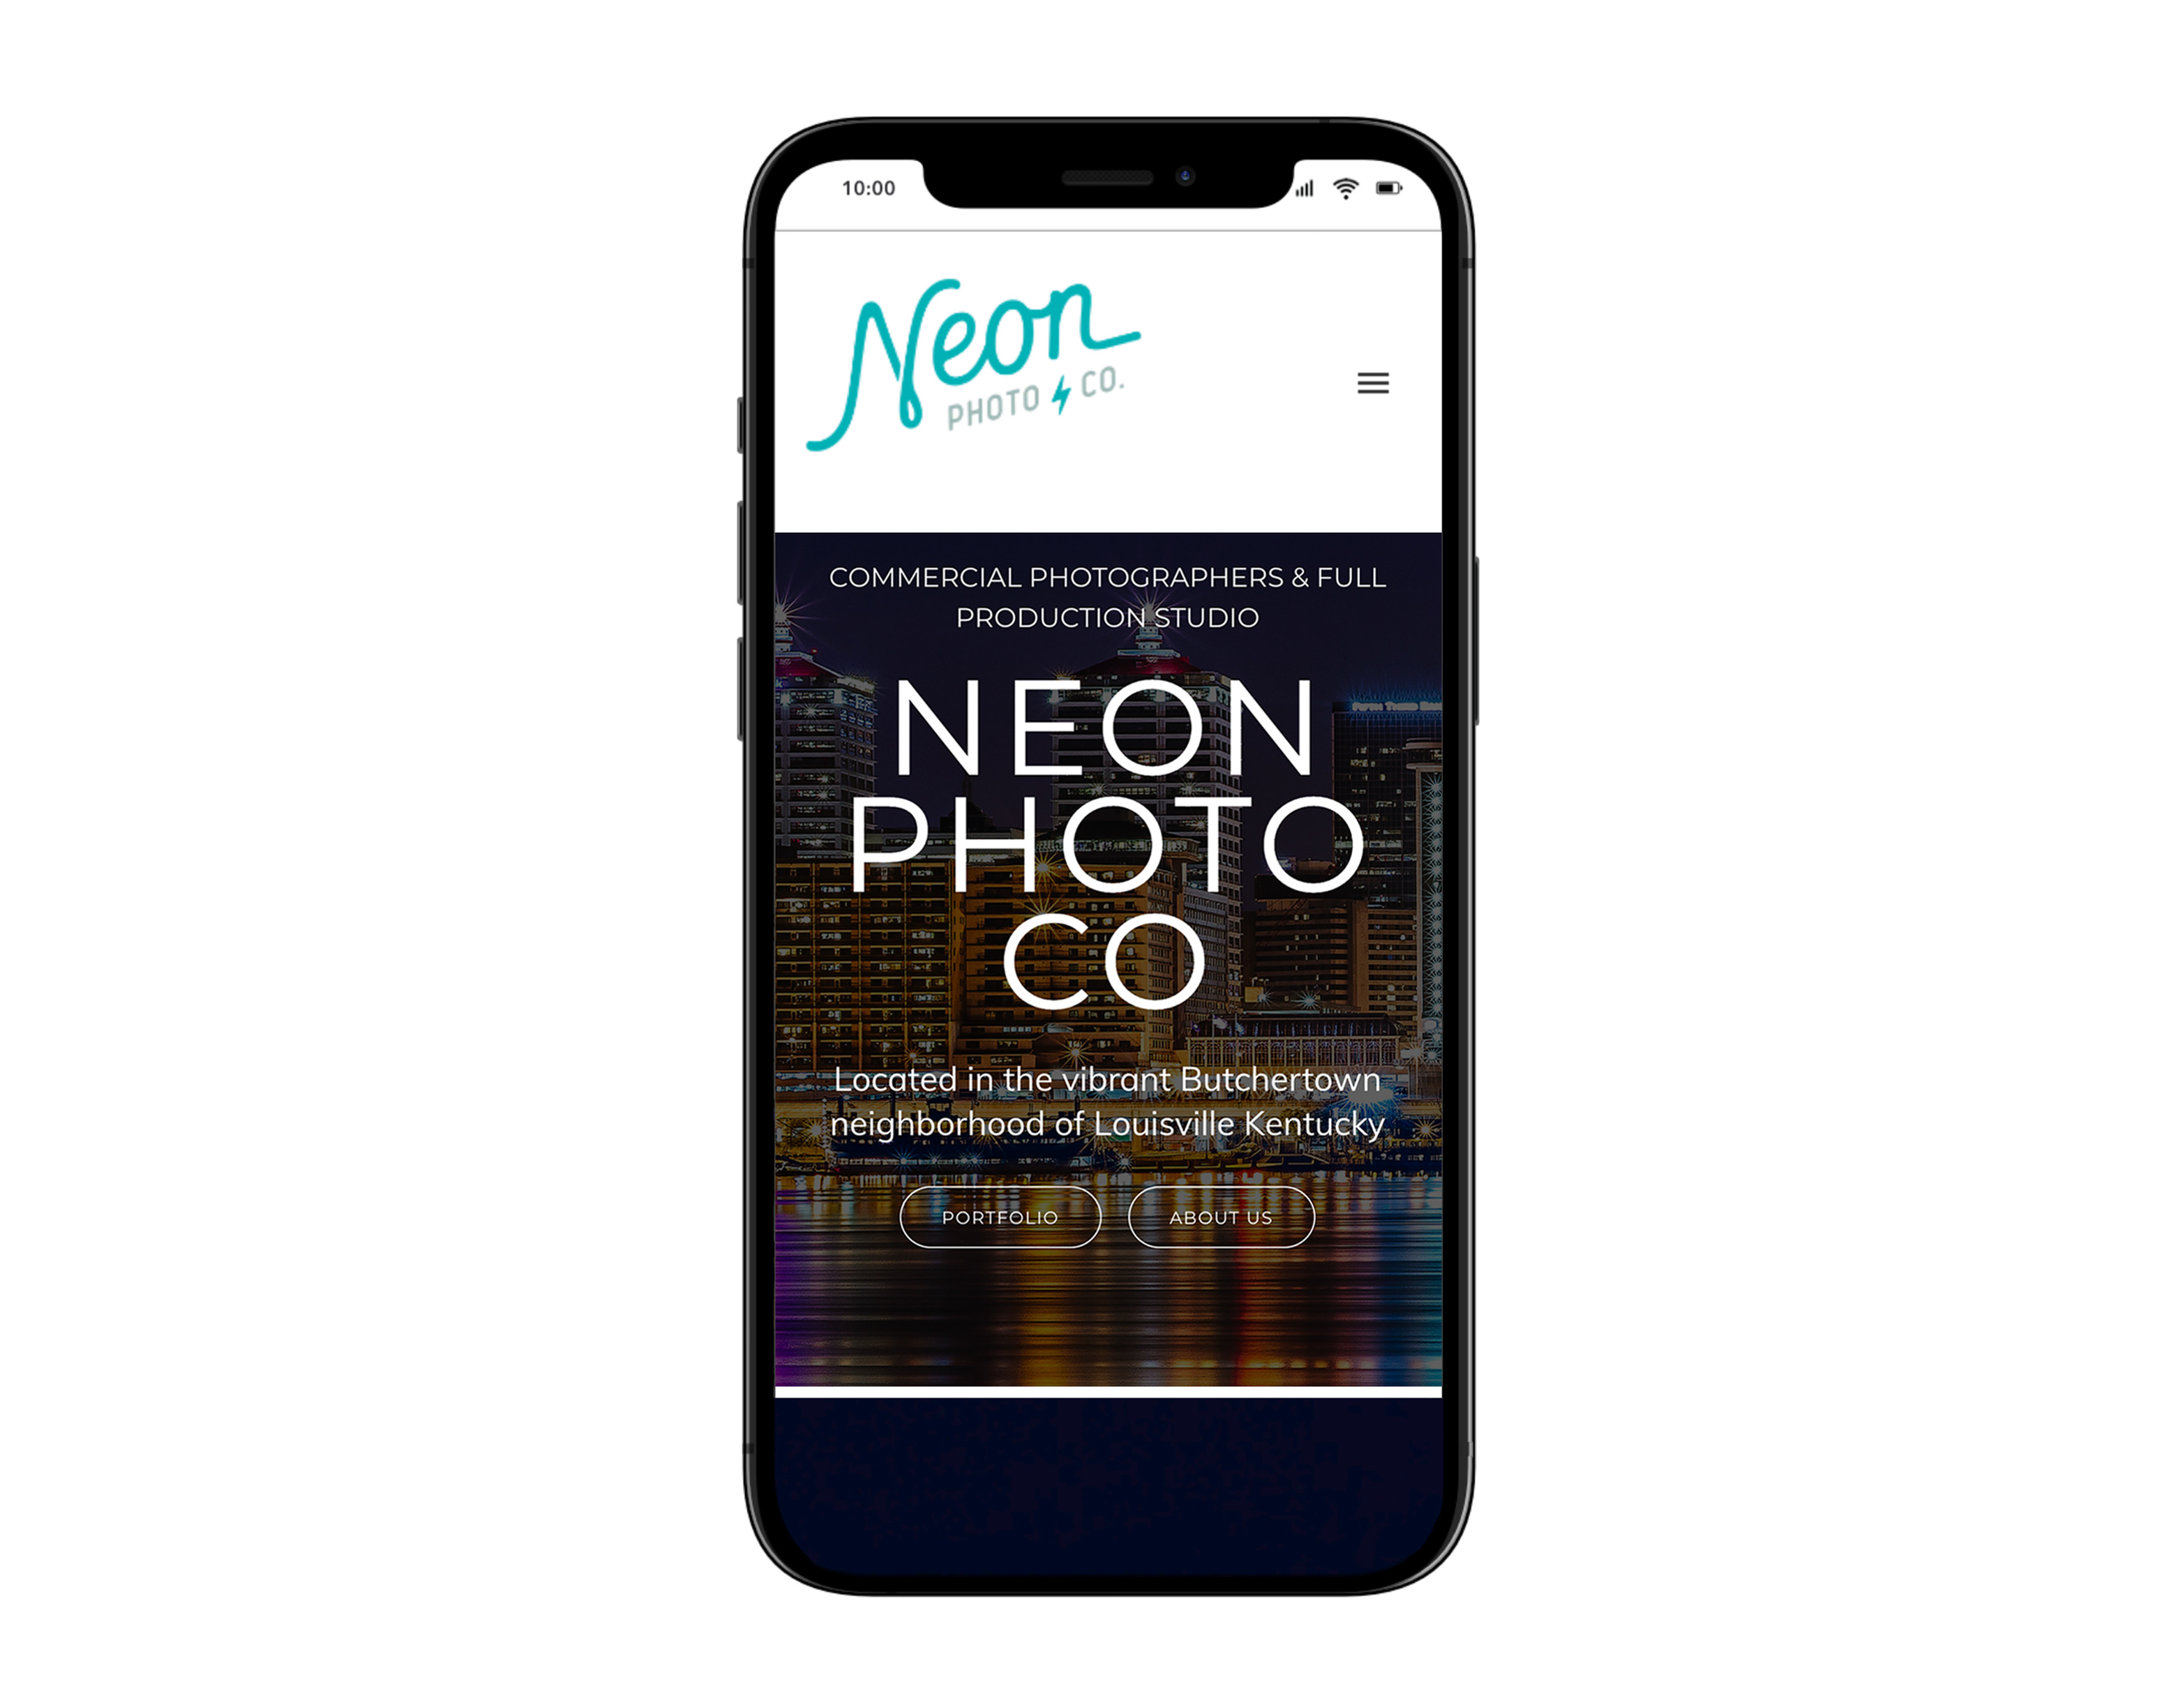 10:00
Neon
PHOTO CO.
COMMERCIAL PHOTOGRAPHERS & FULL
PRODUCTION STUDIO
NEON
PHOTO
CO
Located in the vibrant Butchertown
neighborhood of Louisville Kentucky
PORTFOLIO ABOUT US